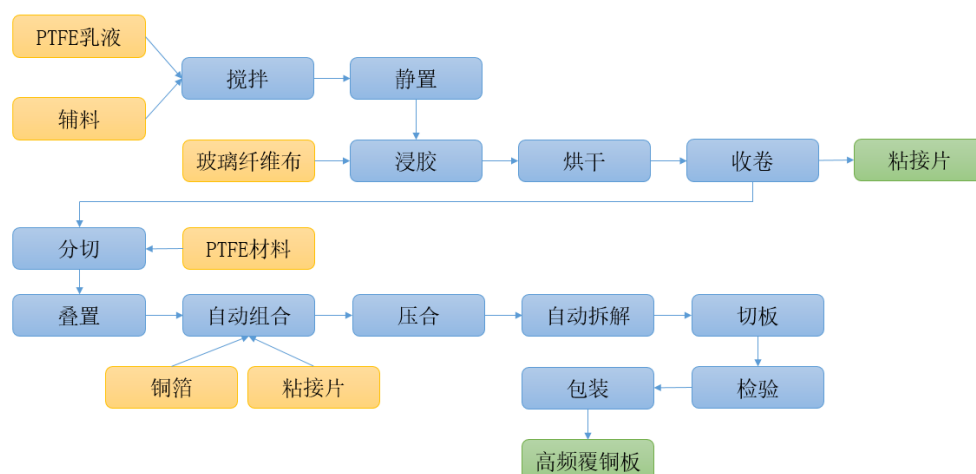 PTFE乳液
搅拌
静置
辅料
玻璃纤维布
浸胶
烘干
收卷
粘接片
分切
PTFE材料
叠置
自动组合
压合
自动拆解
切板
铜箔
粘接片
包装
检验
高频覆铜板